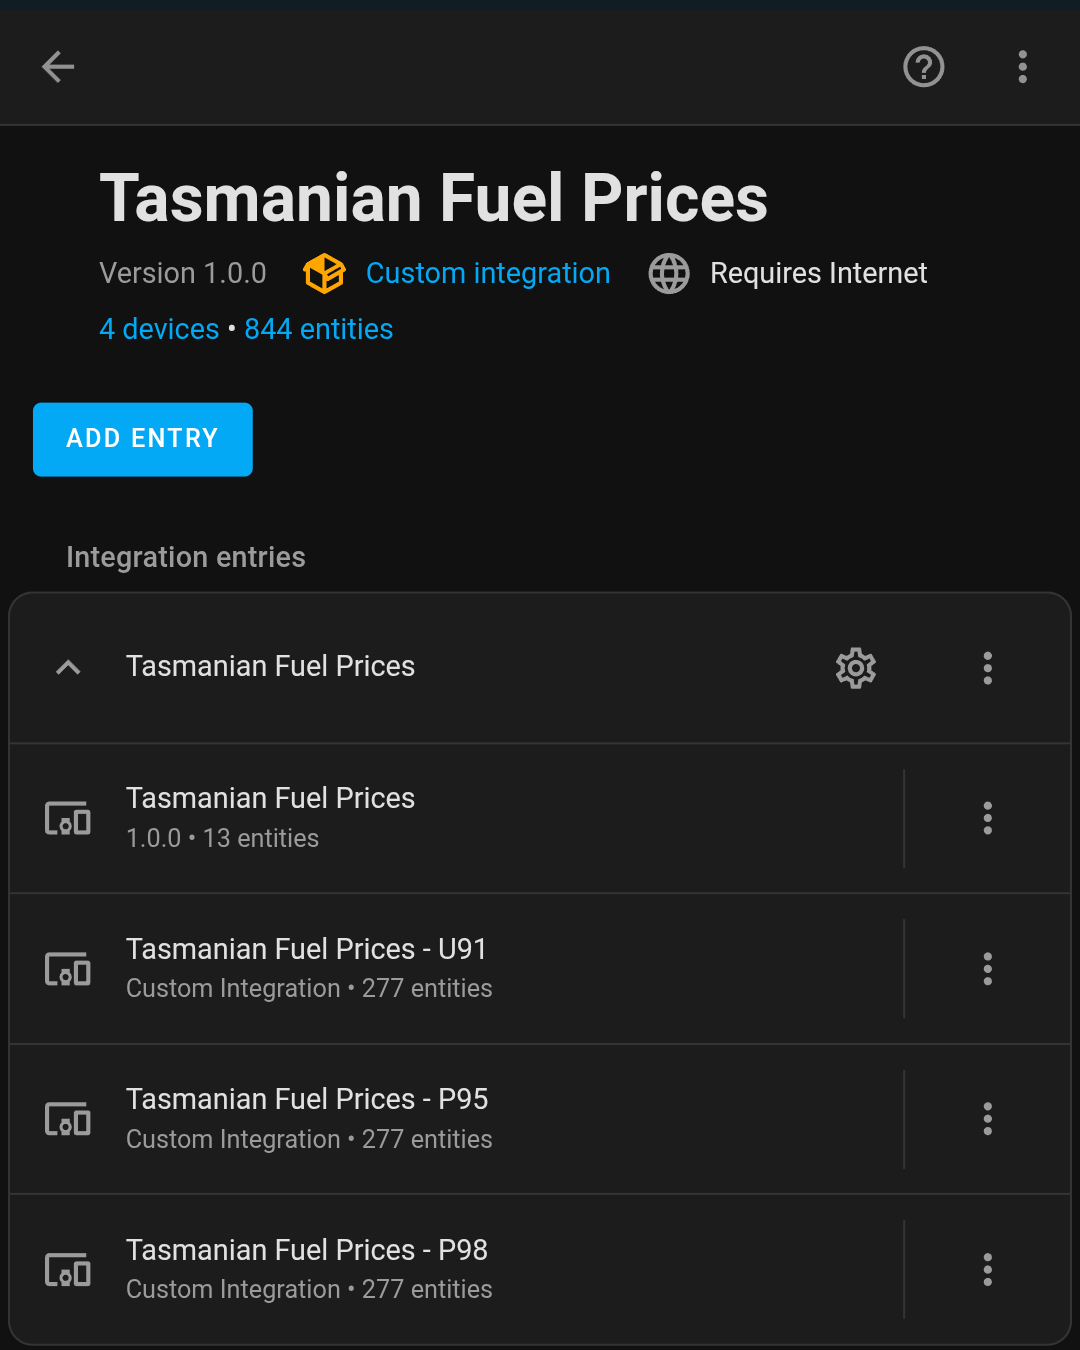 Tasmanian Fuel Prices
Version 1.0.0 Custom integration Requires Internet
4 devices • 844 entities
ADD ENTRY
Integration entries
Tasmanian Fuel Prices
Tasmanian Fuel Prices
1.0.0 • 13 entities
Tasmanian Fuel Prices - U91
Custom Integration • 277 entities
Tasmanian Fuel Prices - P95
Custom Integration • 277 entities
Tasmanian Fuel Prices - P98
Custom Integration • 277 entities